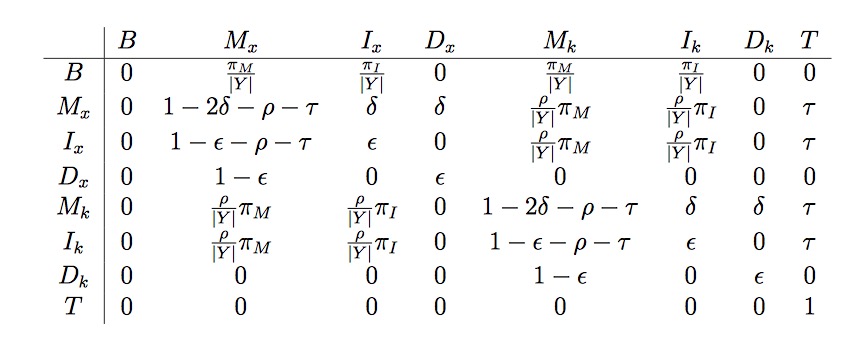 B M_x I_x D_x M_k I_k D_k T
B 0 π_M/|Y| π_I/|Y| 0 π_M/|Y| π_I/|Y| 0 0
M_x 0 1 − 2δ − ρ − τ δ δ ρ/|Y| π_M ρ/|Y| π_I 0 τ
I_x 0 1 − ϵ − ρ − τ ϵ 0 ρ/|Y| π_M ρ/|Y| π_I 0 τ
D_x 0 1 − ϵ 0 ϵ 0 0 0 0
M_k 0 ρ/|Y| π_M ρ/|Y| π_I 0 1 − 2δ − ρ − τ δ δ τ
I_k 0 ρ/|Y| π_M ρ/|Y| π_I 0 1 − ϵ − ρ − τ ϵ 0 τ
D_k 0 0 0 0 1 − ϵ 0 ϵ 0
T 0 0 0 0 0 0 0 1